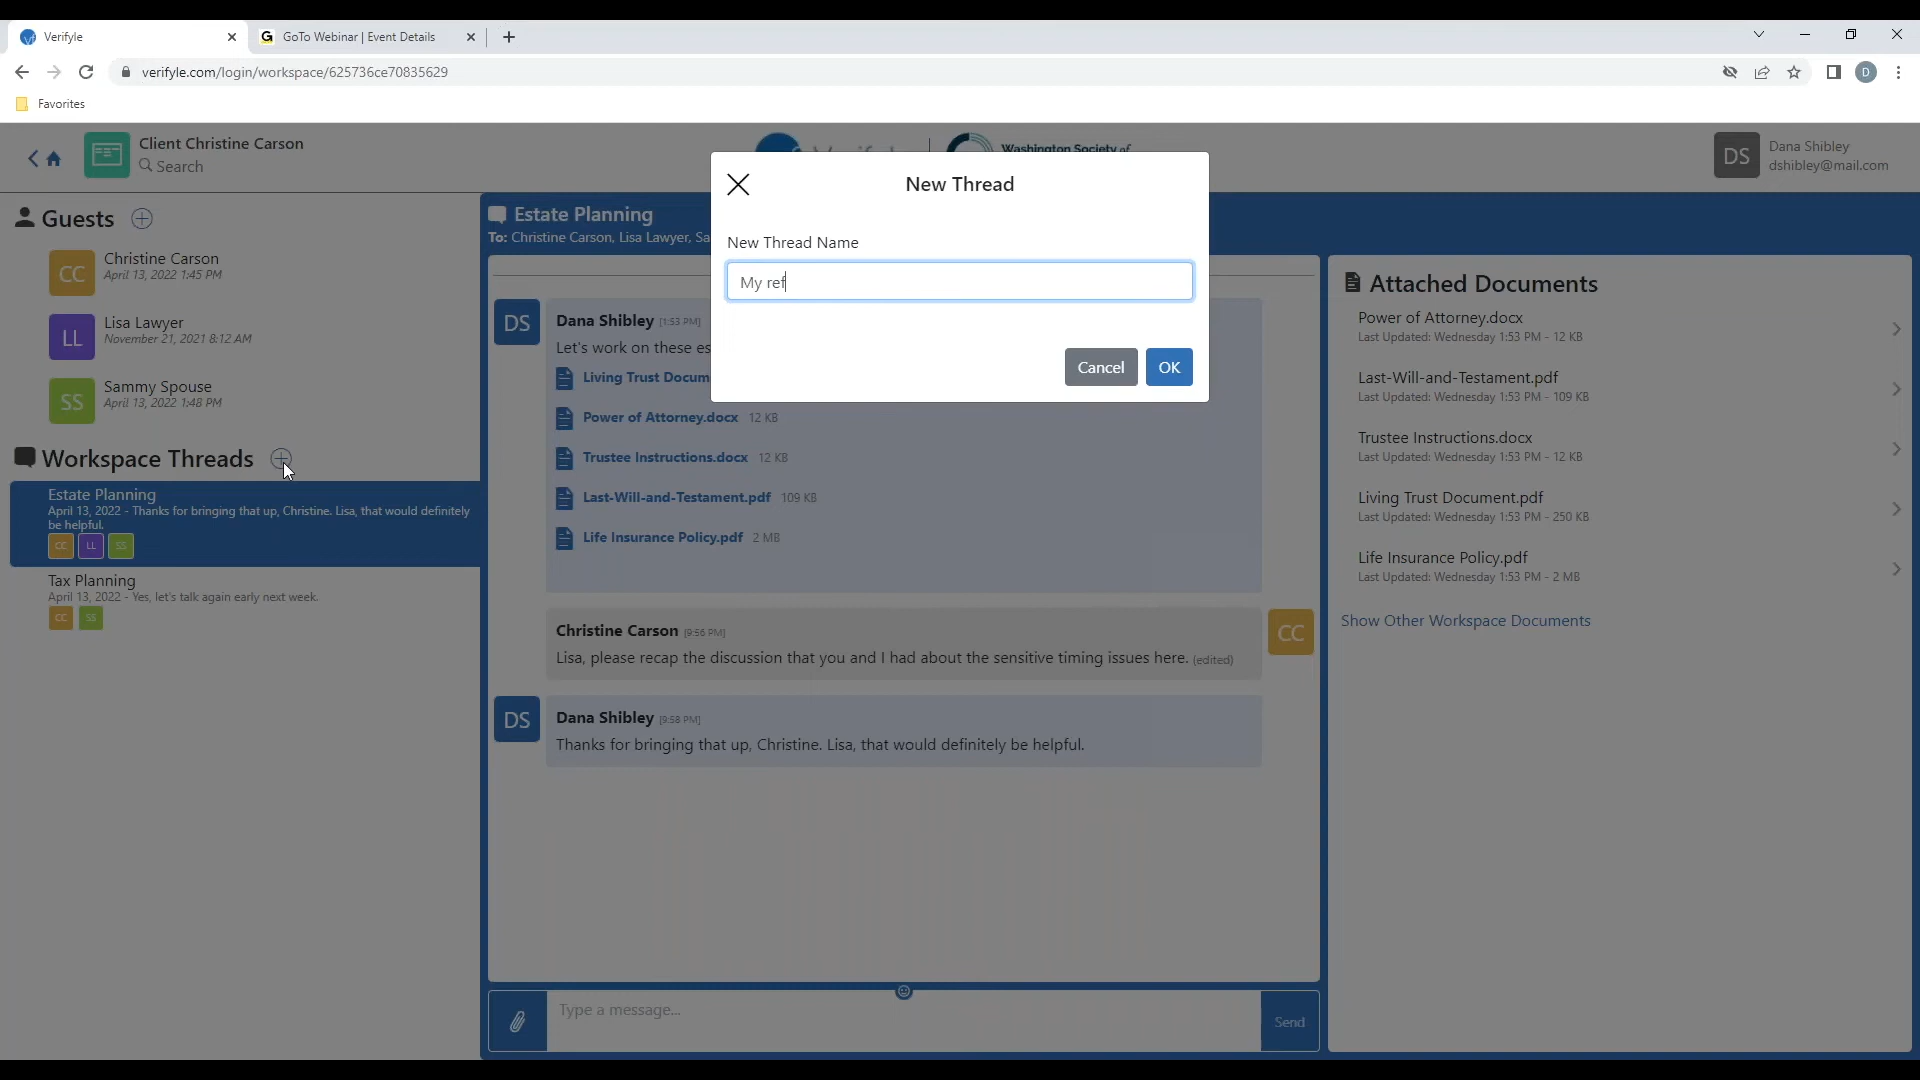 Verifyle
GoTo Webinar | Event Details
verifyle.com/login/workspace/625736ce70835629
D
Favorites
Client Christine Carson
Search
Washington Society of
DS
Dana Shibley
dshibley@mail.com
New Thread
New Thread Name
My ref
Cancel
OK
Guests
CC
Christine Carson
April 13, 2022 1:45 PM
LL
Lisa Lawyer
November 21, 2021 8:12 AM
SS
Sammy Spouse
April 13, 2022 1:48 PM
Workspace Threads
Estate Planning
April 13, 2022 - Thanks for bringing that up, Christine. Lisa, that would definitely
be helpful.
CC LL SS
Tax Planning
April 13, 2022 - Yes, let's talk again early next week.
CC SS
Estate Planning
To: Christine Carson, Lisa Lawyer, Sa
DS
Dana Shibley [1:53 PM]
Let's work on these es
Living Trust Docum
Power of Attorney.docx 12 KB
Trustee Instructions.docx 12 KB
Last-Will-and-Testament.pdf 109 KB
Life Insurance Policy.pdf 2 MB
Christine Carson [9:56 PM]
CC
Lisa, please recap the discussion that you and I had about the sensitive timing issues here. (edited)
DS
Dana Shibley [9:58 PM]
Thanks for bringing that up, Christine. Lisa, that would definitely be helpful.
Type a message...
Send
Attached Documents
Power of Attorney.docx
Last Updated: Wednesday 1:53 PM - 12 KB
Last-Will-and-Testament.pdf
Last Updated: Wednesday 1:53 PM - 109 KB
Trustee Instructions.docx
Last Updated: Wednesday 1:53 PM - 12 KB
Living Trust Document.pdf
Last Updated: Wednesday 1:53 PM - 250 KB
Life Insurance Policy.pdf
Last Updated: Wednesday 1:53 PM - 2 MB
Show Other Workspace Documents